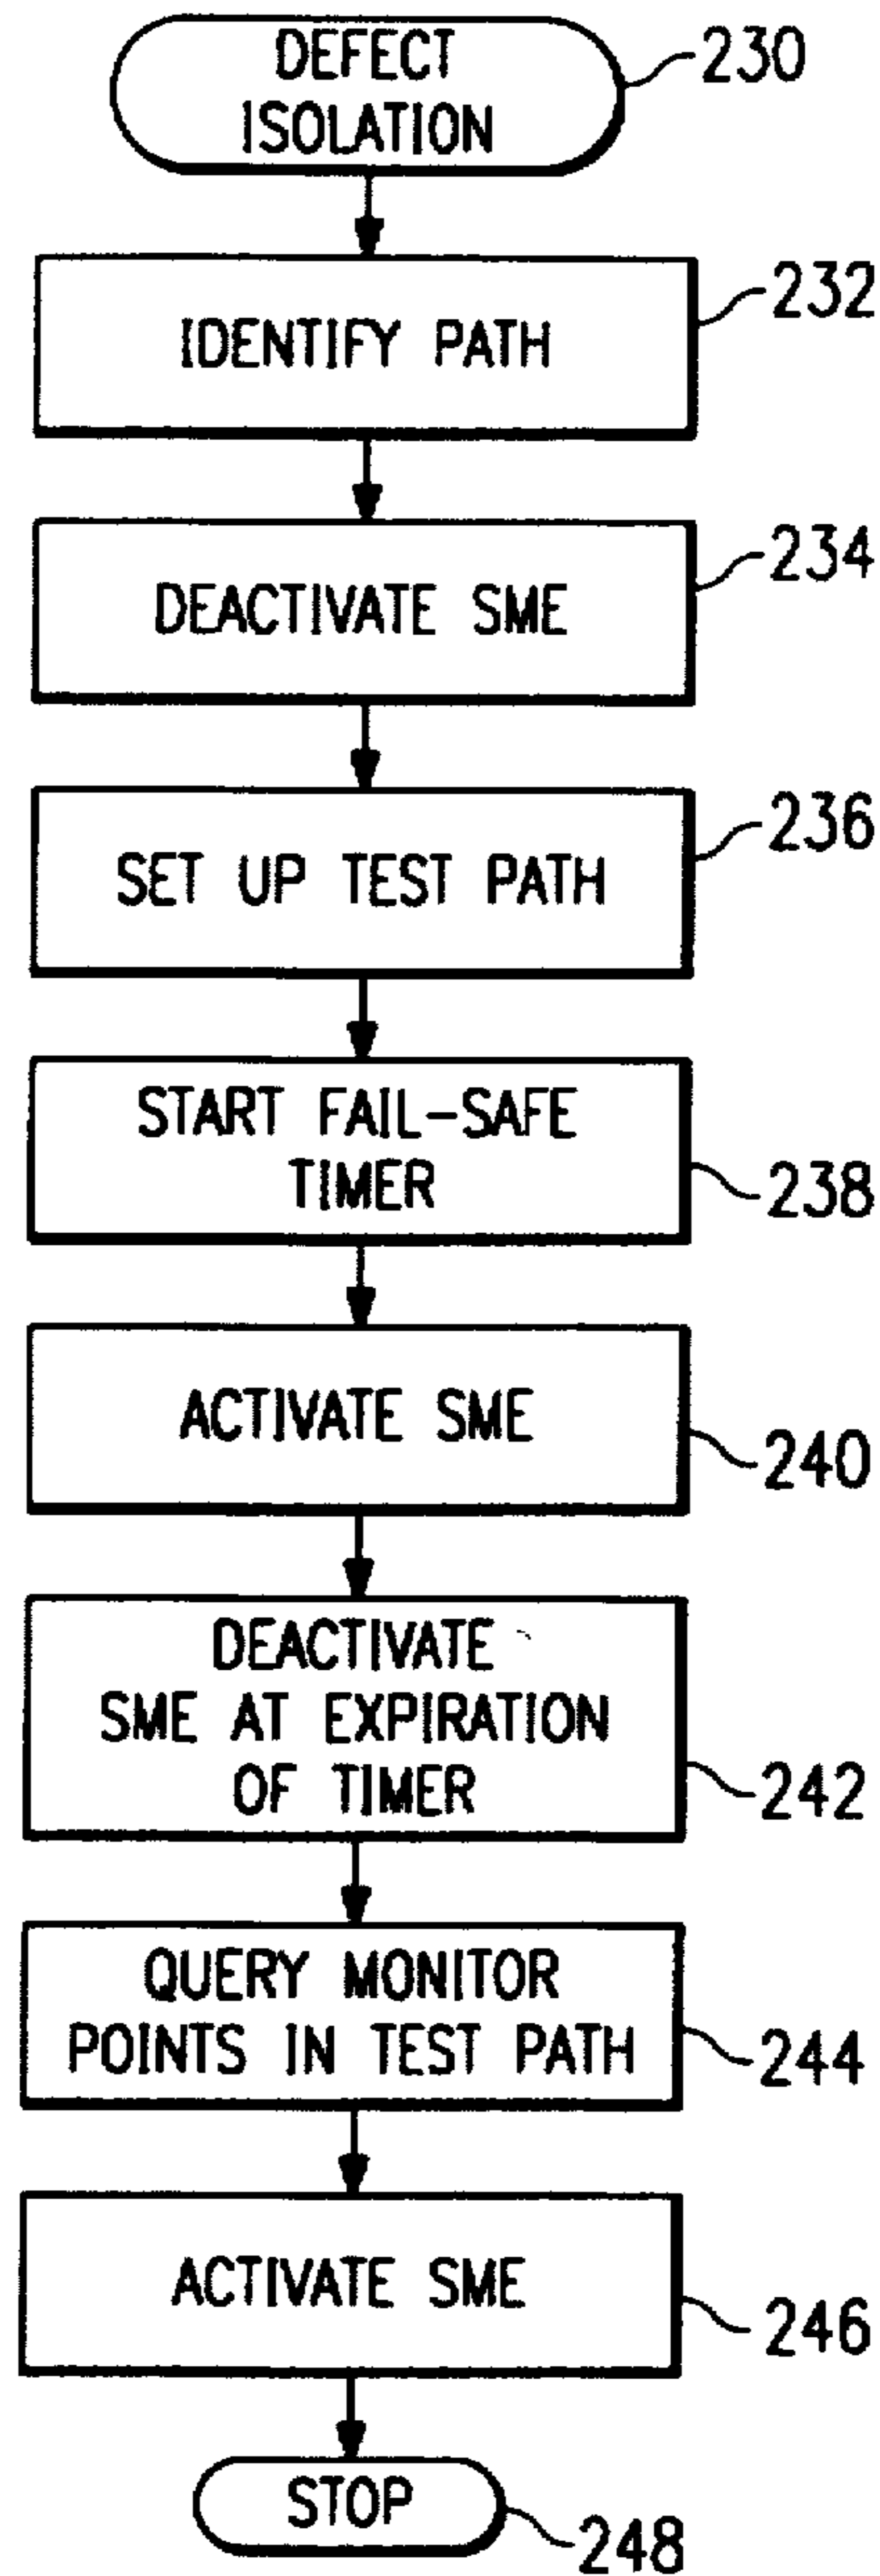 DEFECT
ISOLATION
230
IDENTIFY PATH
232
DEACTIVATE SME
234
SET UP TEST PATH
236
START FAIL-SAFE
TIMER
238
ACTIVATE SME
240
DEACTIVATE
SME AT EXPIRATION
OF TIMER
242
QUERY MONITOR
POINTS IN TEST PATH
244
ACTIVATE SME
246
STOP
248